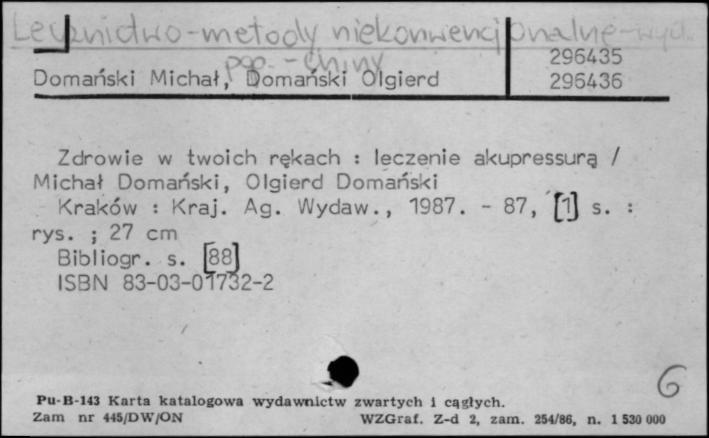 Lecznictwo-metody niekonwencjonalne-wyd.
pop. - Chiny
296435
Domański Michał, Domański Olgierd 296436
Zdrowie w twoich rękach : leczenie akupressurą /
Michał Domański, Olgierd Domański
Kraków : Kraj. Ag. Wydaw., 1987. - 87, [1] s. :
rys. ; 27 cm
Bibliogr. s. [88]
ISBN 83-03-01732-2
6
Pu-B-143 Karta katalogowa wydawnictw zwartych i ciągłych.
Zam nr 445/DW/ON WZGraf. Z-d 2, zam. 254/86, n. 1 530 000